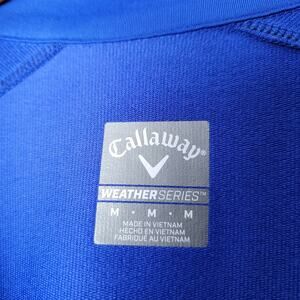 Callaway
WEATHERSERIES™
M • M • M
MADE IN VIETNAM
HECHO EN VIETNAM
FABRIQUÉ AU VIETNAM